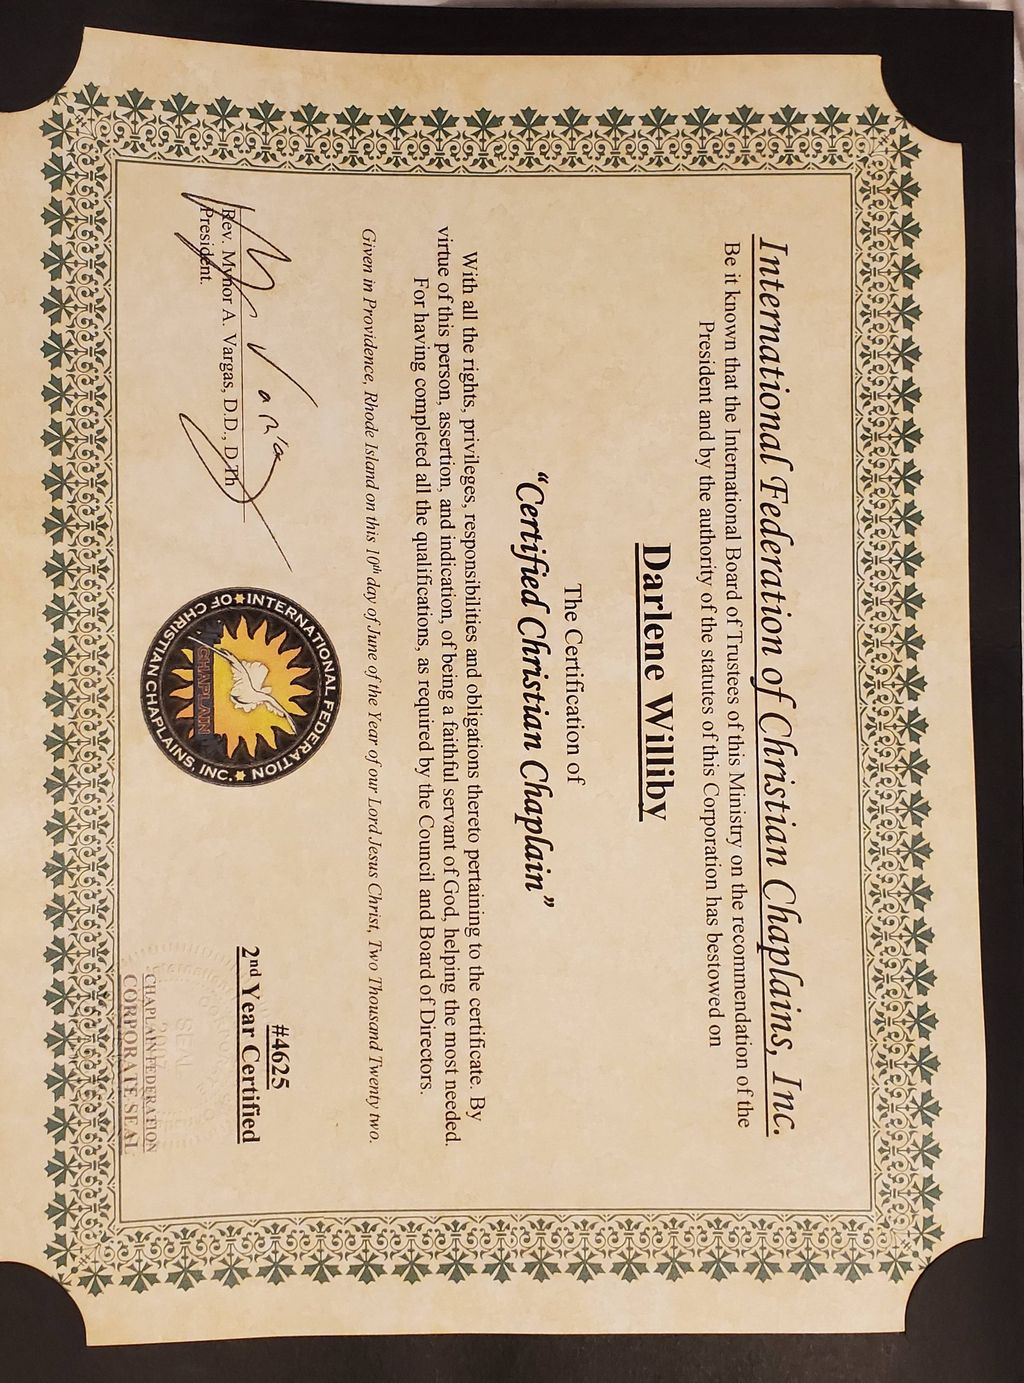 International Federation of Christian Chaplains, Inc.
Be it known that the International Board of Trustees of this Ministry on the recommendation of the
President and by the authority of the statutes of this Corporation has bestowed on
Darlene Williby
The Certification of
“Certified Christian Chaplain”
With all the rights, privileges, responsibilities and obligations thereto pertaining to the certificate. By
virtue of this person, assertion, and indication, of being a faithful servant of God, helping the most needed.
For having completed all the qualifications, as required by the Council and Board of Directors.
Given in Providence, Rhode Island on this 10th day of June of the Year of our Lord Jesus Christ, Two Thousand Twenty two.
Rev. Mynor A. Vargas, D.D., D.Th
President.
INTERNATIONAL FEDERATION
OF CHRISTIAN CHAPLAINS, INC.
CHAPLAIN
#4625
2nd Year Certified
SEAL
CHAPLAIN FEDERATION
CORPORATE SEAL